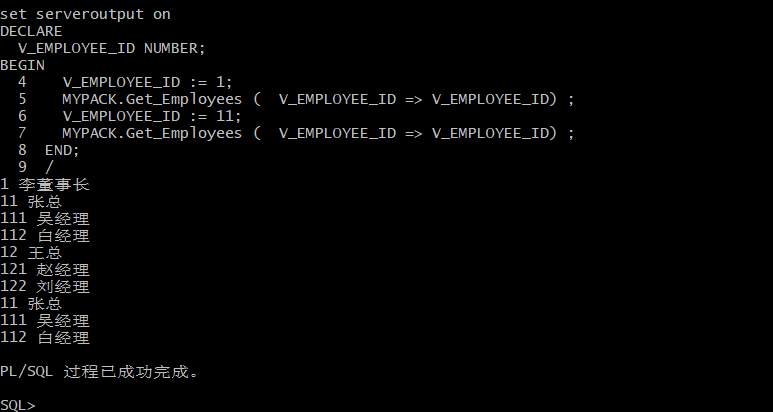 set serveroutput on
DECLARE
  V_EMPLOYEE_ID NUMBER;
BEGIN
  4    V_EMPLOYEE_ID := 1;
  5    MYPACK.Get_Employees (  V_EMPLOYEE_ID => V_EMPLOYEE_ID) ;
  6    V_EMPLOYEE_ID := 11;
  7    MYPACK.Get_Employees (  V_EMPLOYEE_ID => V_EMPLOYEE_ID) ;
  8  END;
  9  /
1 李董事长
11 张总
111 吴经理
112 白经理
12 王总
121 赵经理
122 刘经理
11 张总
111 吴经理
112 白经理
PL/SQL 过程已成功完成。
SQL>